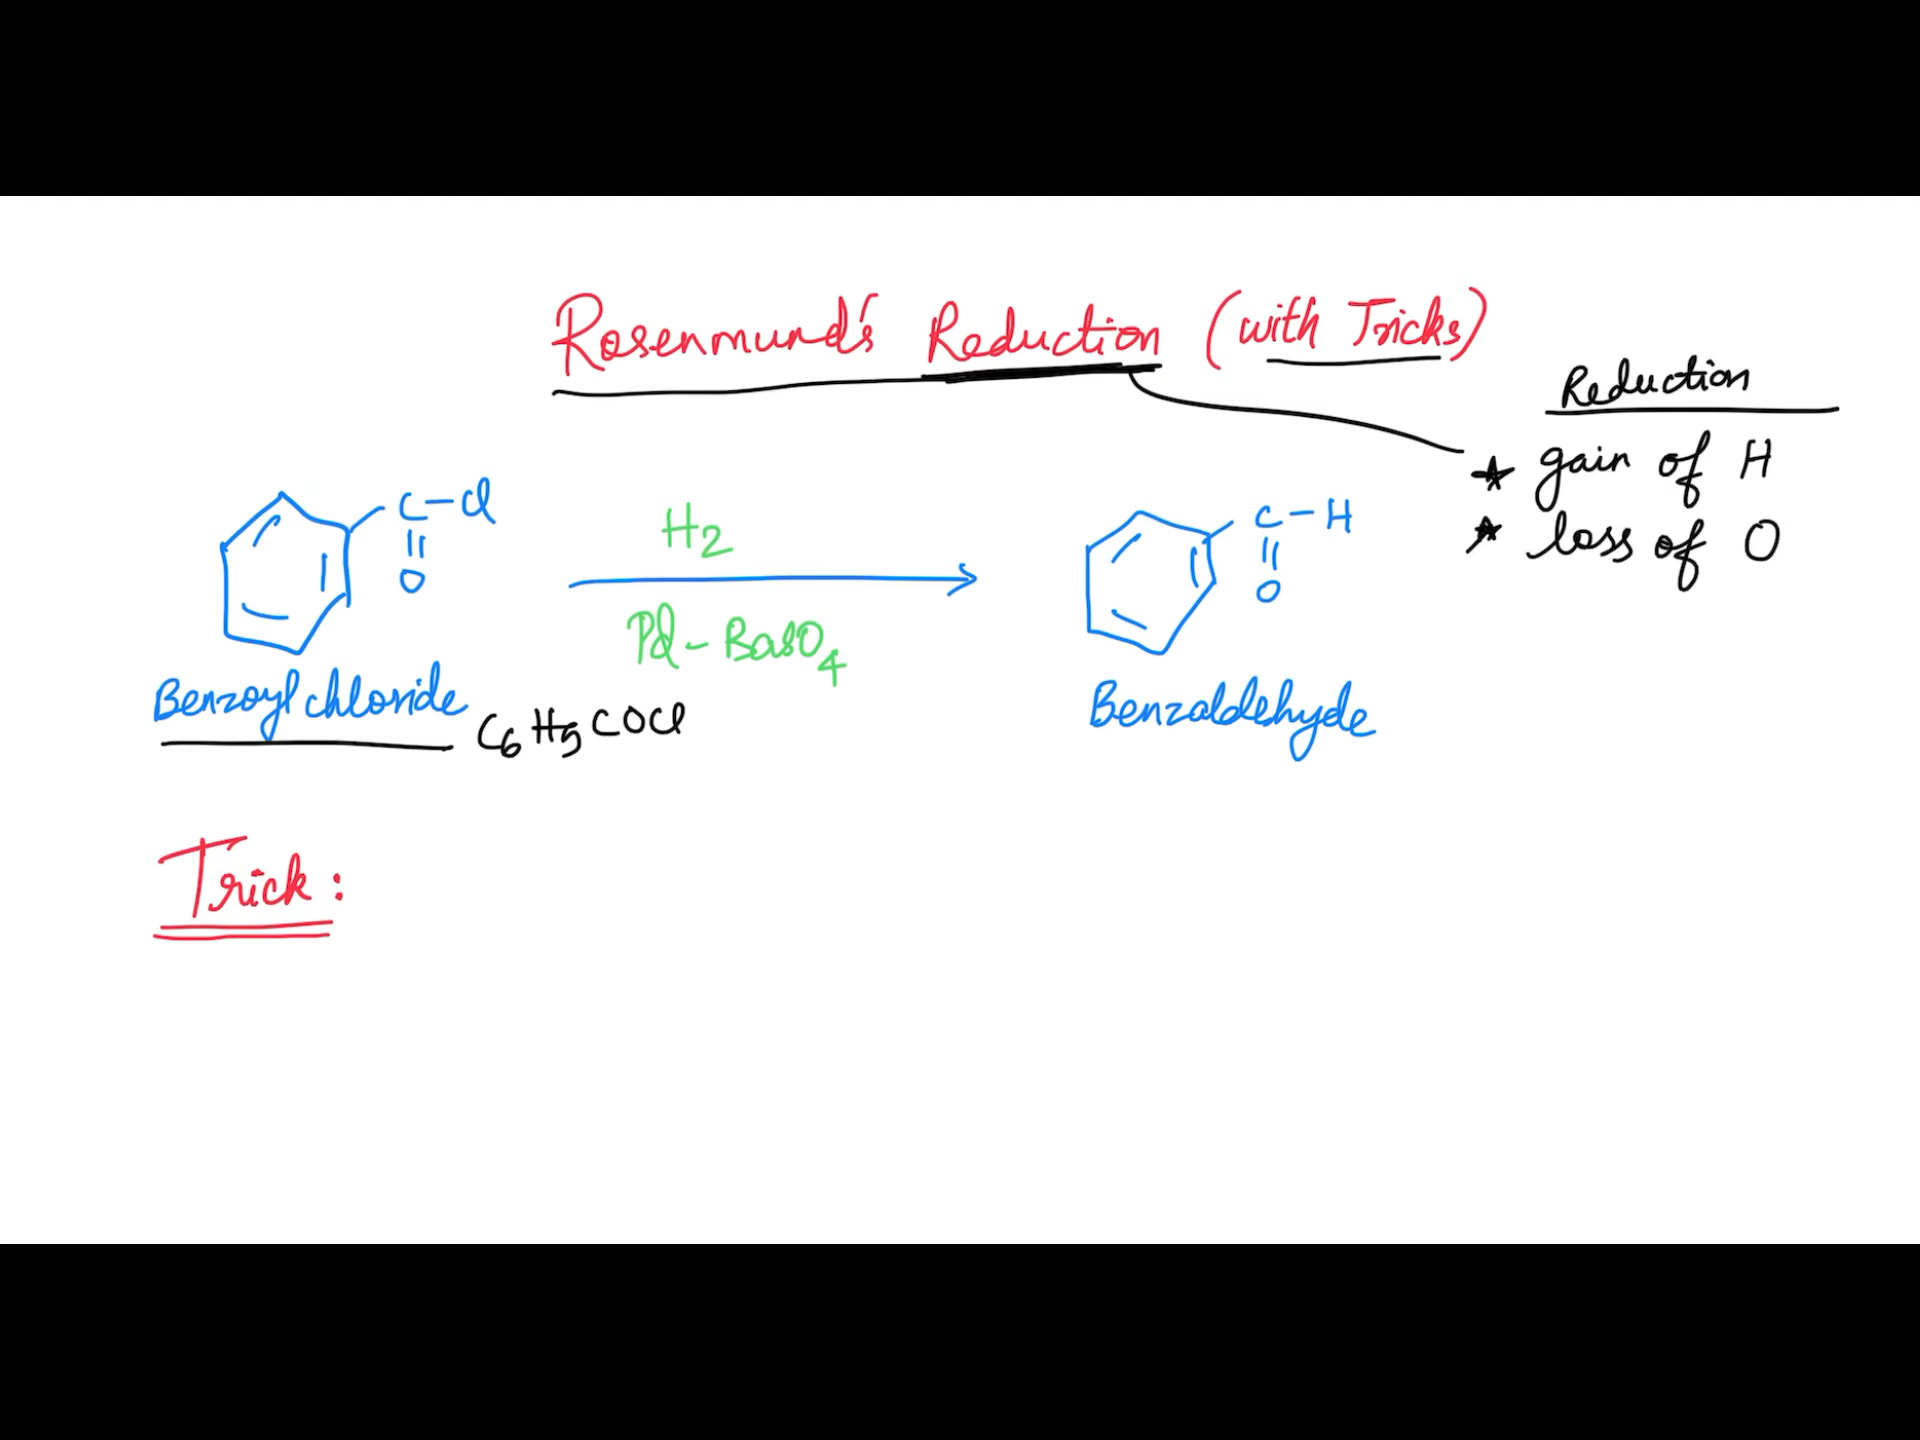 Rosenmund's Reduction (with Tricks)
Reduction
★ gain of H
★ loss of O
C-Cl
O
H2
Pd-BaSO4
C-H
O
Benzoyl chloride
C6H5COCl
Benzaldehyde
Trick: